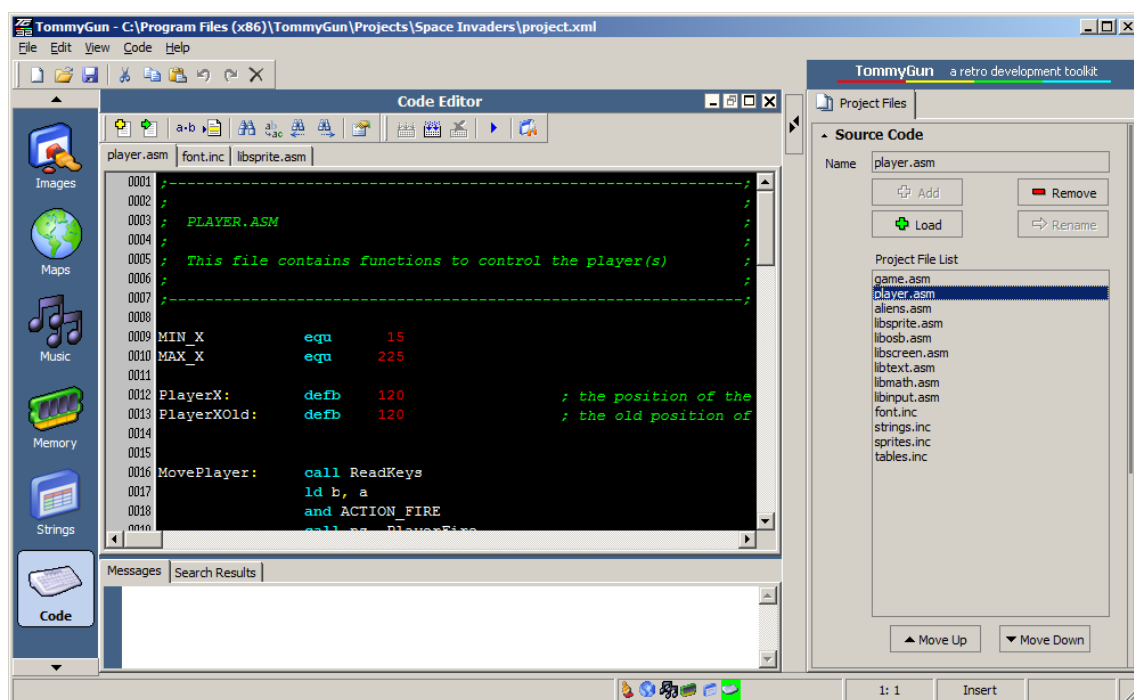 TommyGun - C:\Program Files (x86)\TommyGun\Projects\Space Invaders\project.xml
File Edit View Code Help
TommyGun a retro development toolkit
Code Editor
Project Files
a·b
player.asm font.inc libsprite.asm
Source Code
Name player.asm
Add Remove
Load Rename
Project File List
game.asm
player.asm
aliens.asm
libsprite.asm
libosb.asm
libscreen.asm
libtext.asm
libmath.asm
libinput.asm
font.inc
strings.inc
sprites.inc
tables.inc
Move Up Move Down
Images
Maps
Music
Memory
Strings
Code
0001 ;---------------------------------------------------------------;
0002 ; ;
0003 ; PLAYER.ASM ;
0004 ; ;
0005 ; This file contains functions to control the player(s) ;
0006 ; ;
0007 ;---------------------------------------------------------------;
0008
0009 MIN_X equ 15
0010 MAX_X equ 225
0011
0012 PlayerX: defb 120 ; the position of the
0013 PlayerXOld: defb 120 ; the old position of
0014
0015
0016 MovePlayer: call ReadKeys
0017 ld b, a
0018 and ACTION_FIRE
0019 call nz, PlayerFire
Messages Search Results
1: 1 Insert